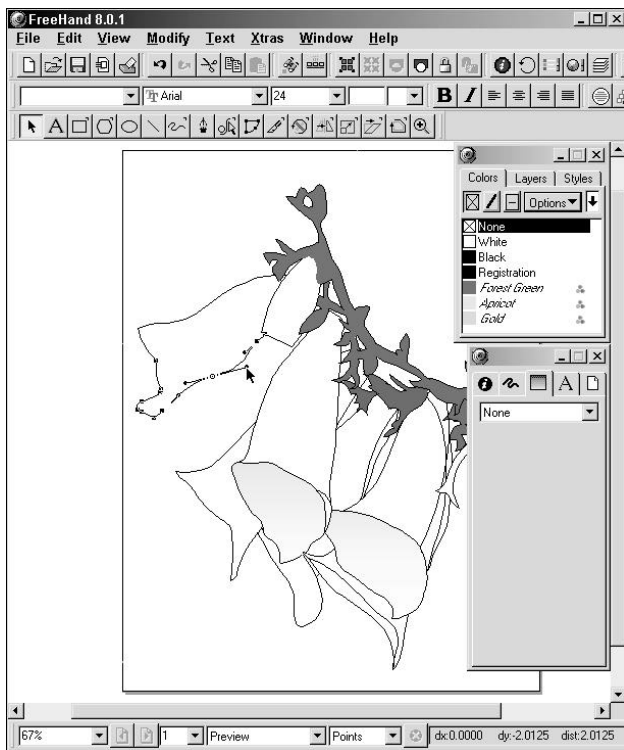 FreeHand 8.0.1
File Edit View Modify Text Xtras Window Help
Arial 24 B I
A
Colors Layers Styles
Options
None
White
Black
Registration
Forest Green
Apricot
Gold
A
None
67% 1 Preview Points dx:0.0000 dy:-2.0125 dist:2.0125